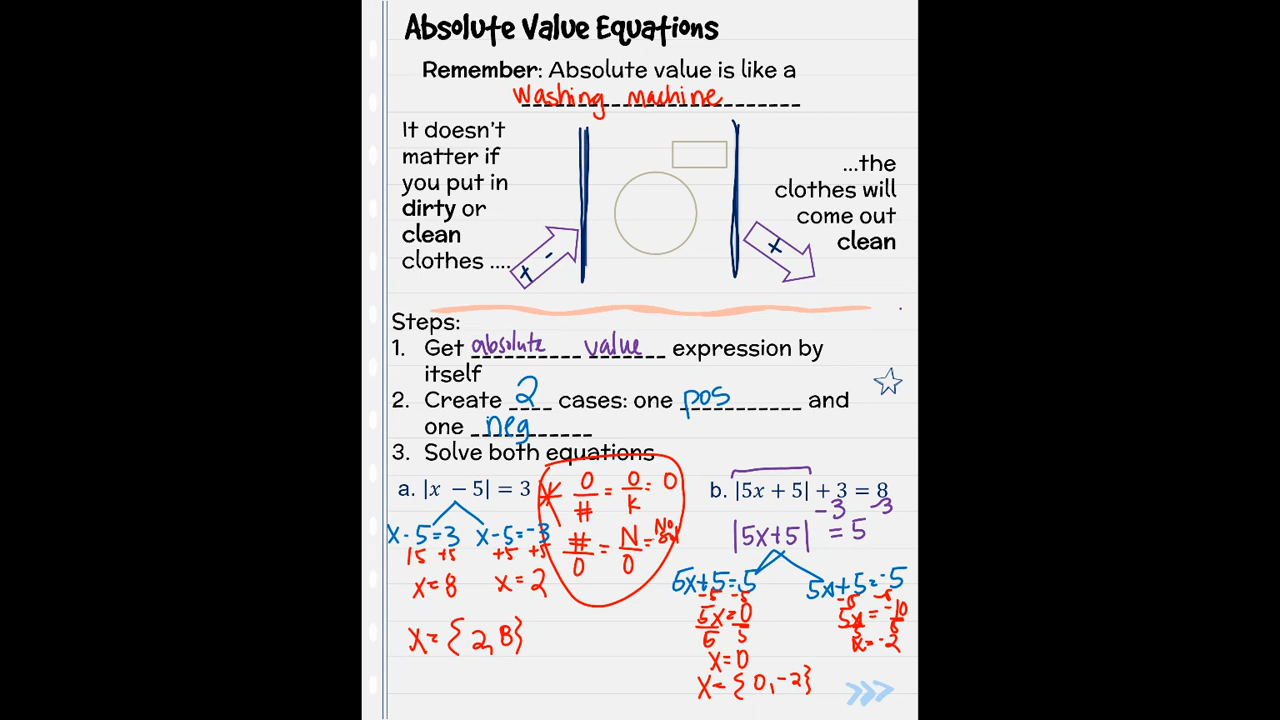 Absolute Value Equations
Remember: Absolute value is like a
Washing machine
It doesn't
matter if
you put in
dirty or
clean
clothes ....
+ -
...the
clothes will
come out
clean
+
Steps:
1. Get absolute value expression by
itself
2. Create 2 cases: one pos and
one neg
3. Solve both equations
a. |x − 5| = 3
x - 5 = 3 x - 5 = -3
+5 +5 +5
x = 8 x = 2
x = {2, 8}
* 0/# = 0/K = 0
#/0 = N/0 = No
b. |5x + 5| + 3 = 8
-3 -3
|5x+5| = 5
5x+5=5 5x+5=-5
-5 -5 -5 -5
5x=0 5x = -10
5 5 5 5
x=0 x=-2
x = {0, -2}